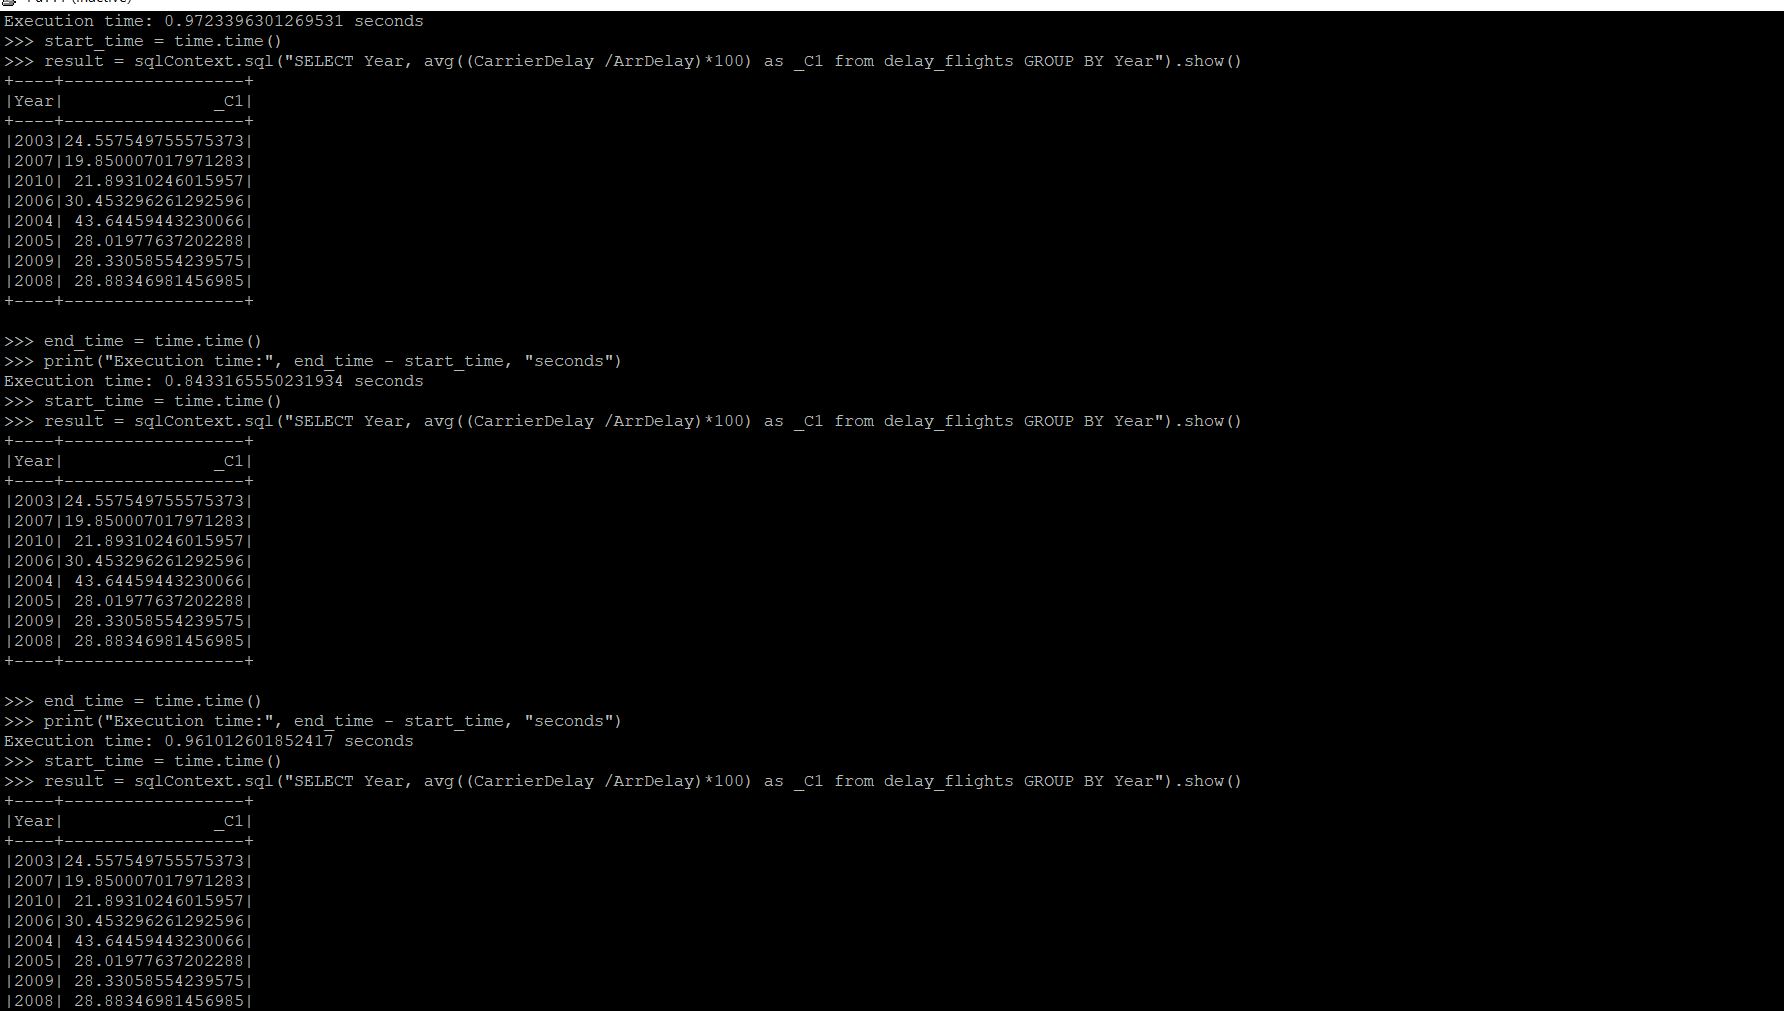 Execution time: 0.9723396301269531 seconds
>>> start_time = time.time()
>>> result = sqlContext.sql("SELECT Year, avg((CarrierDelay /ArrDelay)*100) as _C1 from delay_flights GROUP BY Year").show()
+----+------------------+
|Year|               _C1|
+----+------------------+
|2003|24.557549755575373|
|2007|19.850007017971283|
|2010| 21.89310246015957|
|2006|30.453296261292596|
|2004| 43.64459443230066|
|2005| 28.01977637202288|
|2009| 28.33058554239575|
|2008| 28.88346981456985|
+----+------------------+
>>> end_time = time.time()
>>> print("Execution time:", end_time - start_time, "seconds")
Execution time: 0.8433165550231934 seconds
>>> start_time = time.time()
>>> result = sqlContext.sql("SELECT Year, avg((CarrierDelay /ArrDelay)*100) as _C1 from delay_flights GROUP BY Year").show()
+----+------------------+
|Year|               _C1|
+----+------------------+
|2003|24.557549755575373|
|2007|19.850007017971283|
|2010| 21.89310246015957|
|2006|30.453296261292596|
|2004| 43.64459443230066|
|2005| 28.01977637202288|
|2009| 28.33058554239575|
|2008| 28.88346981456985|
+----+------------------+
>>> end_time = time.time()
>>> print("Execution time:", end_time - start_time, "seconds")
Execution time: 0.961012601852417 seconds
>>> start_time = time.time()
>>> result = sqlContext.sql("SELECT Year, avg((CarrierDelay /ArrDelay)*100) as _C1 from delay_flights GROUP BY Year").show()
+----+------------------+
|Year|               _C1|
+----+------------------+
|2003|24.557549755575373|
|2007|19.850007017971283|
|2010| 21.89310246015957|
|2006|30.453296261292596|
|2004| 43.64459443230066|
|2005| 28.01977637202288|
|2009| 28.33058554239575|
|2008| 28.88346981456985|